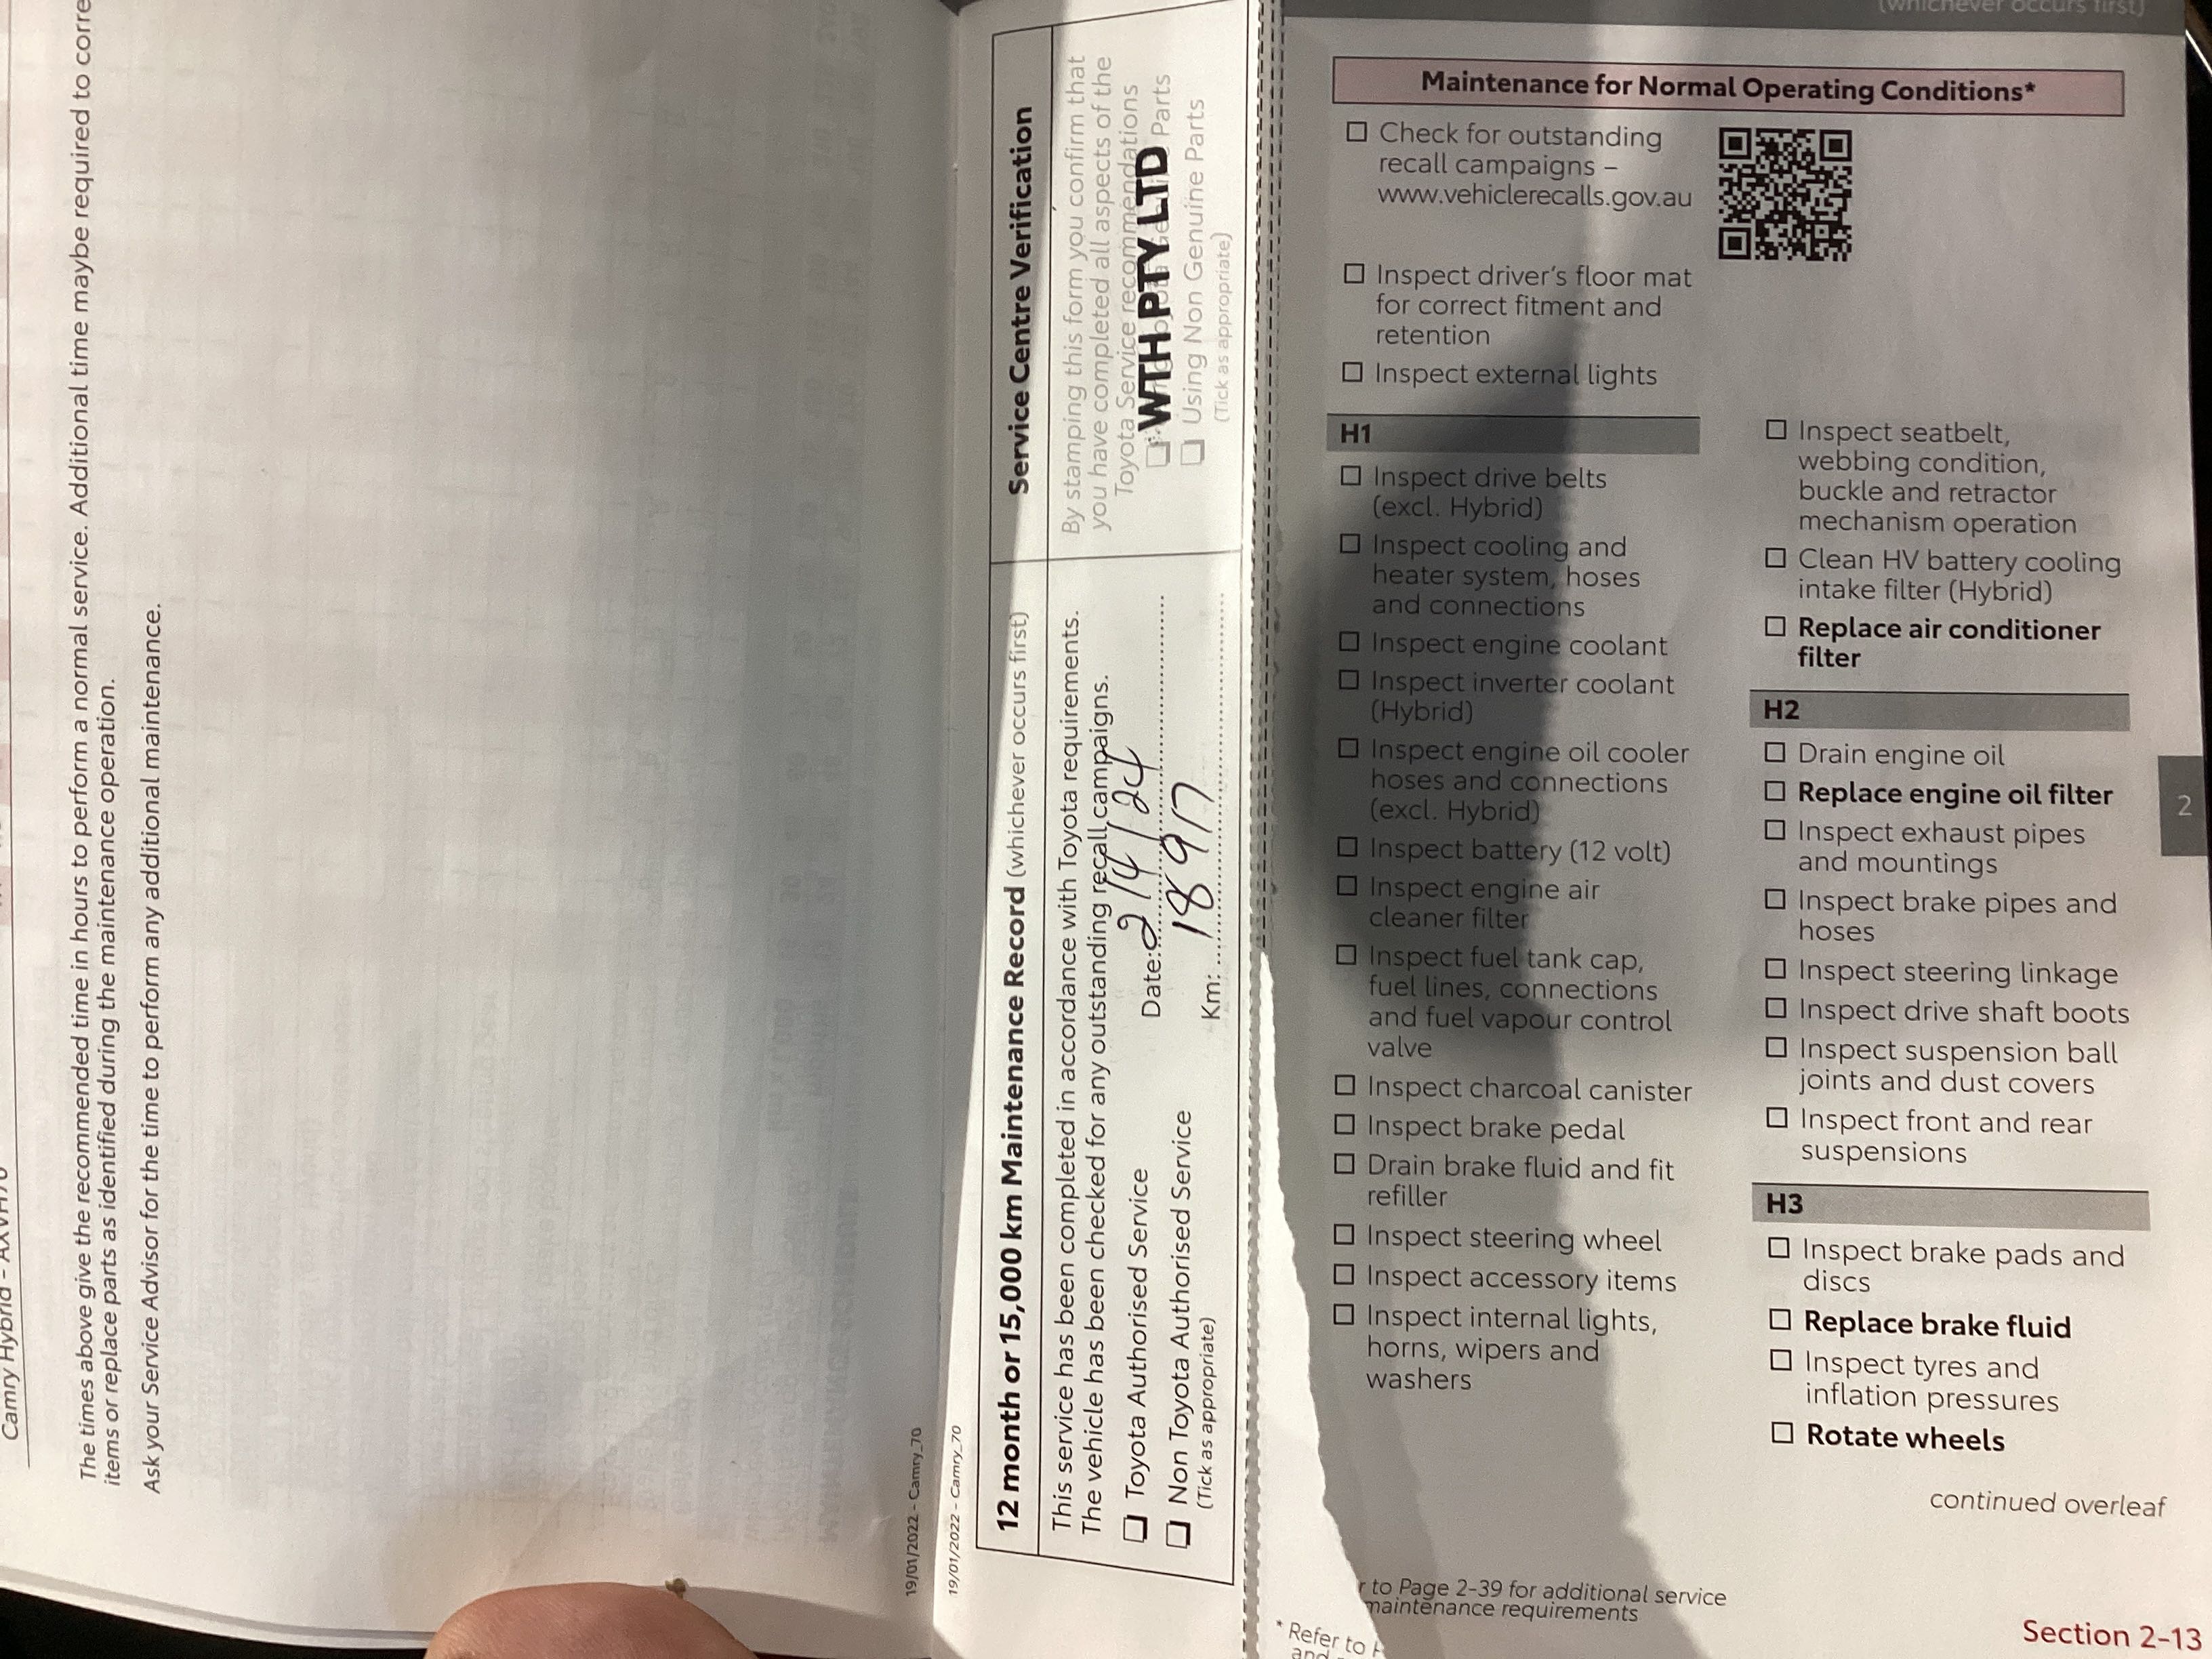 Camry Hybrid - AXVH70
The times above give the recommended time in hours to perform a normal service. Additional time maybe required to corre
items or replace parts as identified during the maintenance operation.
Ask your Service Advisor for the time to perform any additional maintenance.
19/01/2022 - Camry_70
19/01/2022 - Camry_70
12 month or 15,000 km Maintenance Record (whichever occurs first)
This service has been completed in accordance with Toyota requirements.
The vehicle has been checked for any outstanding recall campaigns.
☐ Toyota Authorised Service
Date: 2/4/24
☐ Non Toyota Authorised Service
Km: 18917
(Tick as appropriate)
Service Centre Verification
By stamping this form you confirm that
you have completed all aspects of the
Toyota Service recommendations
☐ Parts
WTH PTY LTD
☐ Using Non Genuine Parts
(Tick as appropriate)
(whichever occurs first)
Maintenance for Normal Operating Conditions*
☐ Check for outstanding
recall campaigns –
www.vehiclerecalls.gov.au
☐ Inspect driver's floor mat
for correct fitment and
retention
☐ Inspect external lights
H1
☐ Inspect drive belts
(excl. Hybrid)
☐ Inspect cooling and
heater system, hoses
and connections
☐ Inspect engine coolant
☐ Inspect inverter coolant
(Hybrid)
☐ Inspect engine oil cooler
hoses and connections
(excl. Hybrid)
☐ Inspect battery (12 volt)
☐ Inspect engine air
cleaner filter
☐ Inspect fuel tank cap,
fuel lines, connections
and fuel vapour control
valve
☐ Inspect charcoal canister
☐ Inspect brake pedal
☐ Drain brake fluid and fit
refiller
☐ Inspect steering wheel
☐ Inspect accessory items
☐ Inspect internal lights,
horns, wipers and
washers
☐ Inspect seatbelt,
webbing condition,
buckle and retractor
mechanism operation
☐ Clean HV battery cooling
intake filter (Hybrid)
☐ Replace air conditioner
filter
H2
☐ Drain engine oil
☐ Replace engine oil filter
☐ Inspect exhaust pipes
and mountings
☐ Inspect brake pipes and
hoses
☐ Inspect steering linkage
☐ Inspect drive shaft boots
☐ Inspect suspension ball
joints and dust covers
☐ Inspect front and rear
suspensions
H3
☐ Inspect brake pads and
discs
☐ Replace brake fluid
☐ Inspect tyres and
inflation pressures
☐ Rotate wheels
continued overleaf
2
r to Page 2-39 for additional service
maintenance requirements
* Refer to
and
Section 2-13